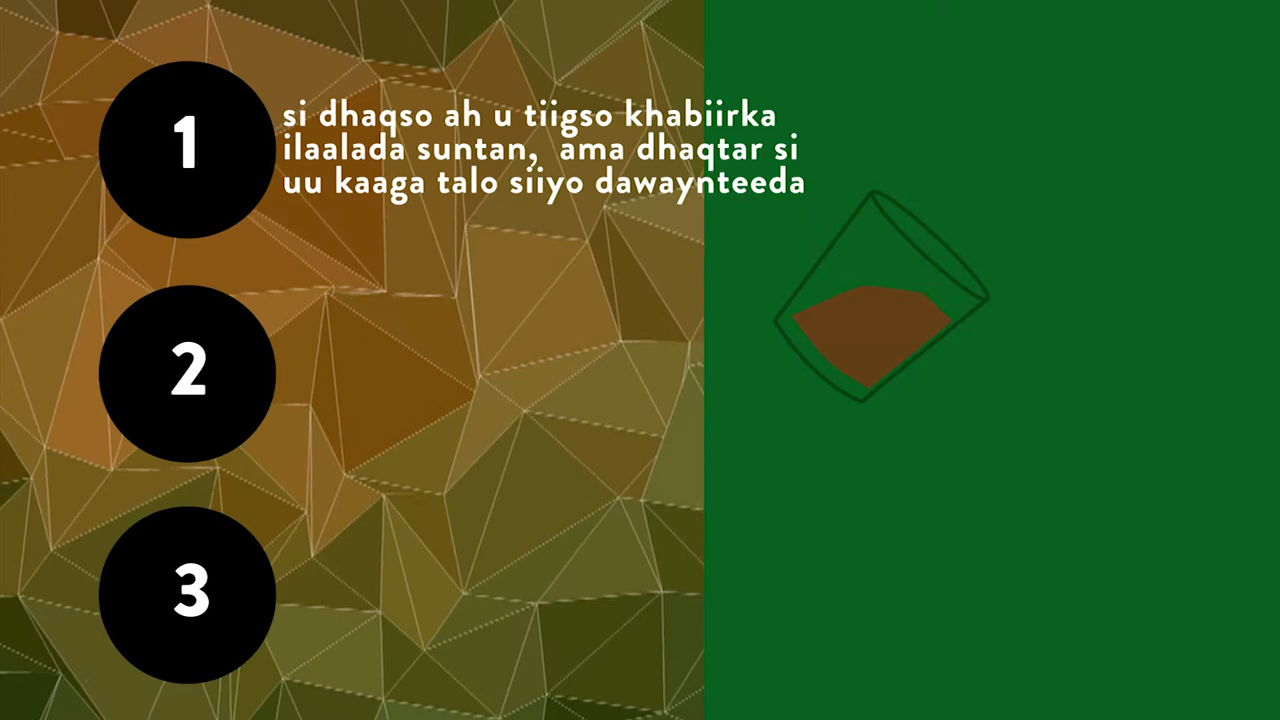 1
si dhaqso ah u tiigso khabiirka
ilaalada suntan, ama dhaqtar si
uu kaaga talo siiyo dawaynteeda
2
3